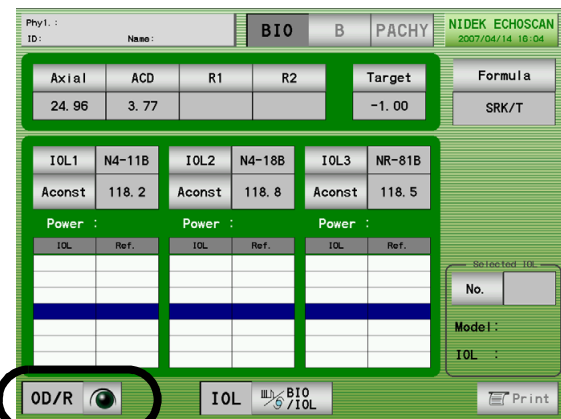 Phy1. :
ID: Name:
BIO B PACHY
NIDEK ECHOSCAN
2007/04/14 16:04
Axial ACD R1 R2 Target
24. 96 3. 77 -1. 00
Formula
SRK/T
IOL1 N4-11B IOL2 N4-18B IOL3 NR-81B
Aconst 118. 2 Aconst 118. 8 Aconst 118. 5
Power : Power : Power :
IOL Ref. IOL Ref. IOL Ref.
Selected IOL
No.
Model:
IOL :
OD/R IOL BIO/IOL Print